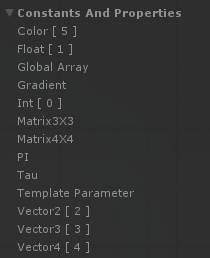 Constants And Properties
Color [ 5 ]
Float [ 1 ]
Global Array
Gradient
Int [ 0 ]
Matrix3X3
Matrix4X4
PI
Tau
Template Parameter
Vector2 [ 2 ]
Vector3 [ 3 ]
Vector4 [ 4 ]